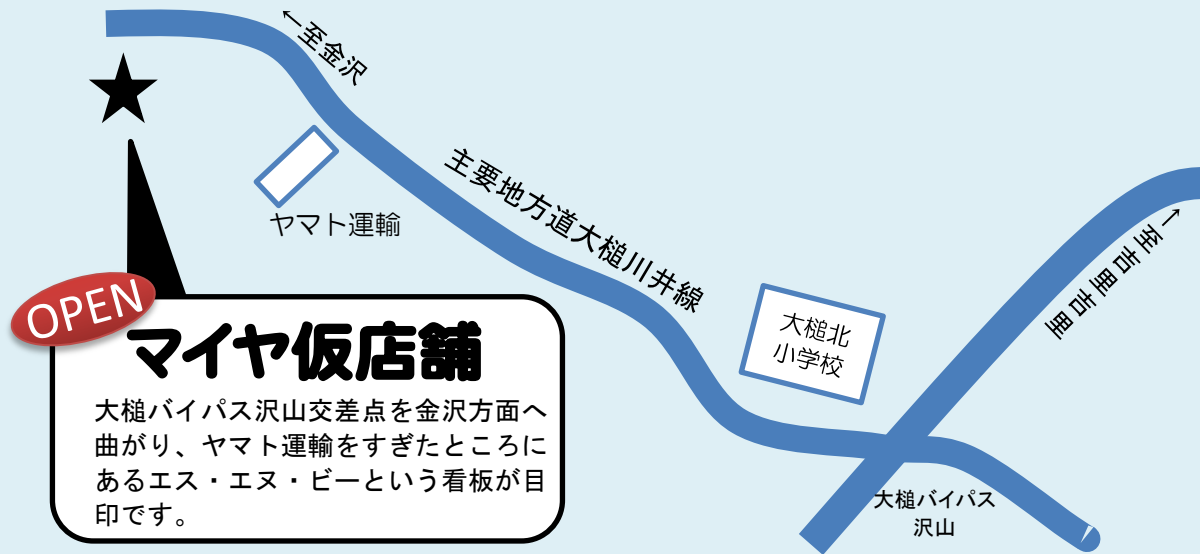 ←至金沢
主要地方道大槌川井線
ヤマト運輸
→至吉里吉里
大槌北
小学校
OPEN
マイヤ仮店舗
大槌バイパス沢山交差点を金沢方面へ
曲がり、ヤマト運輸をすぎたところに
あるエス・エヌ・ビーという看板が目
印です。
大槌バイパス
沢山